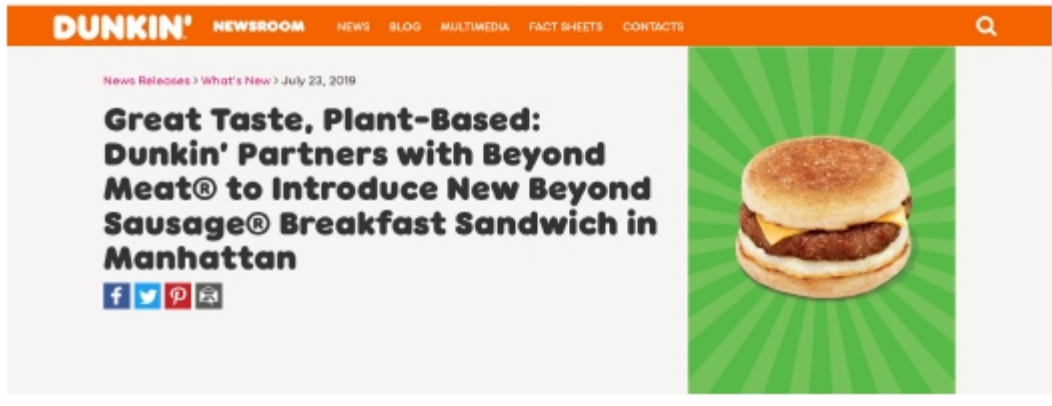 DUNKIN' NEWSROOM NEWS BLOG MULTIMEDIA FACT SHEETS CONTACTS
News Releases > What's New > July 23, 2019
Great Taste, Plant-Based:
Dunkin' Partners with Beyond
Meat® to Introduce New Beyond
Sausage® Breakfast Sandwich in
Manhattan